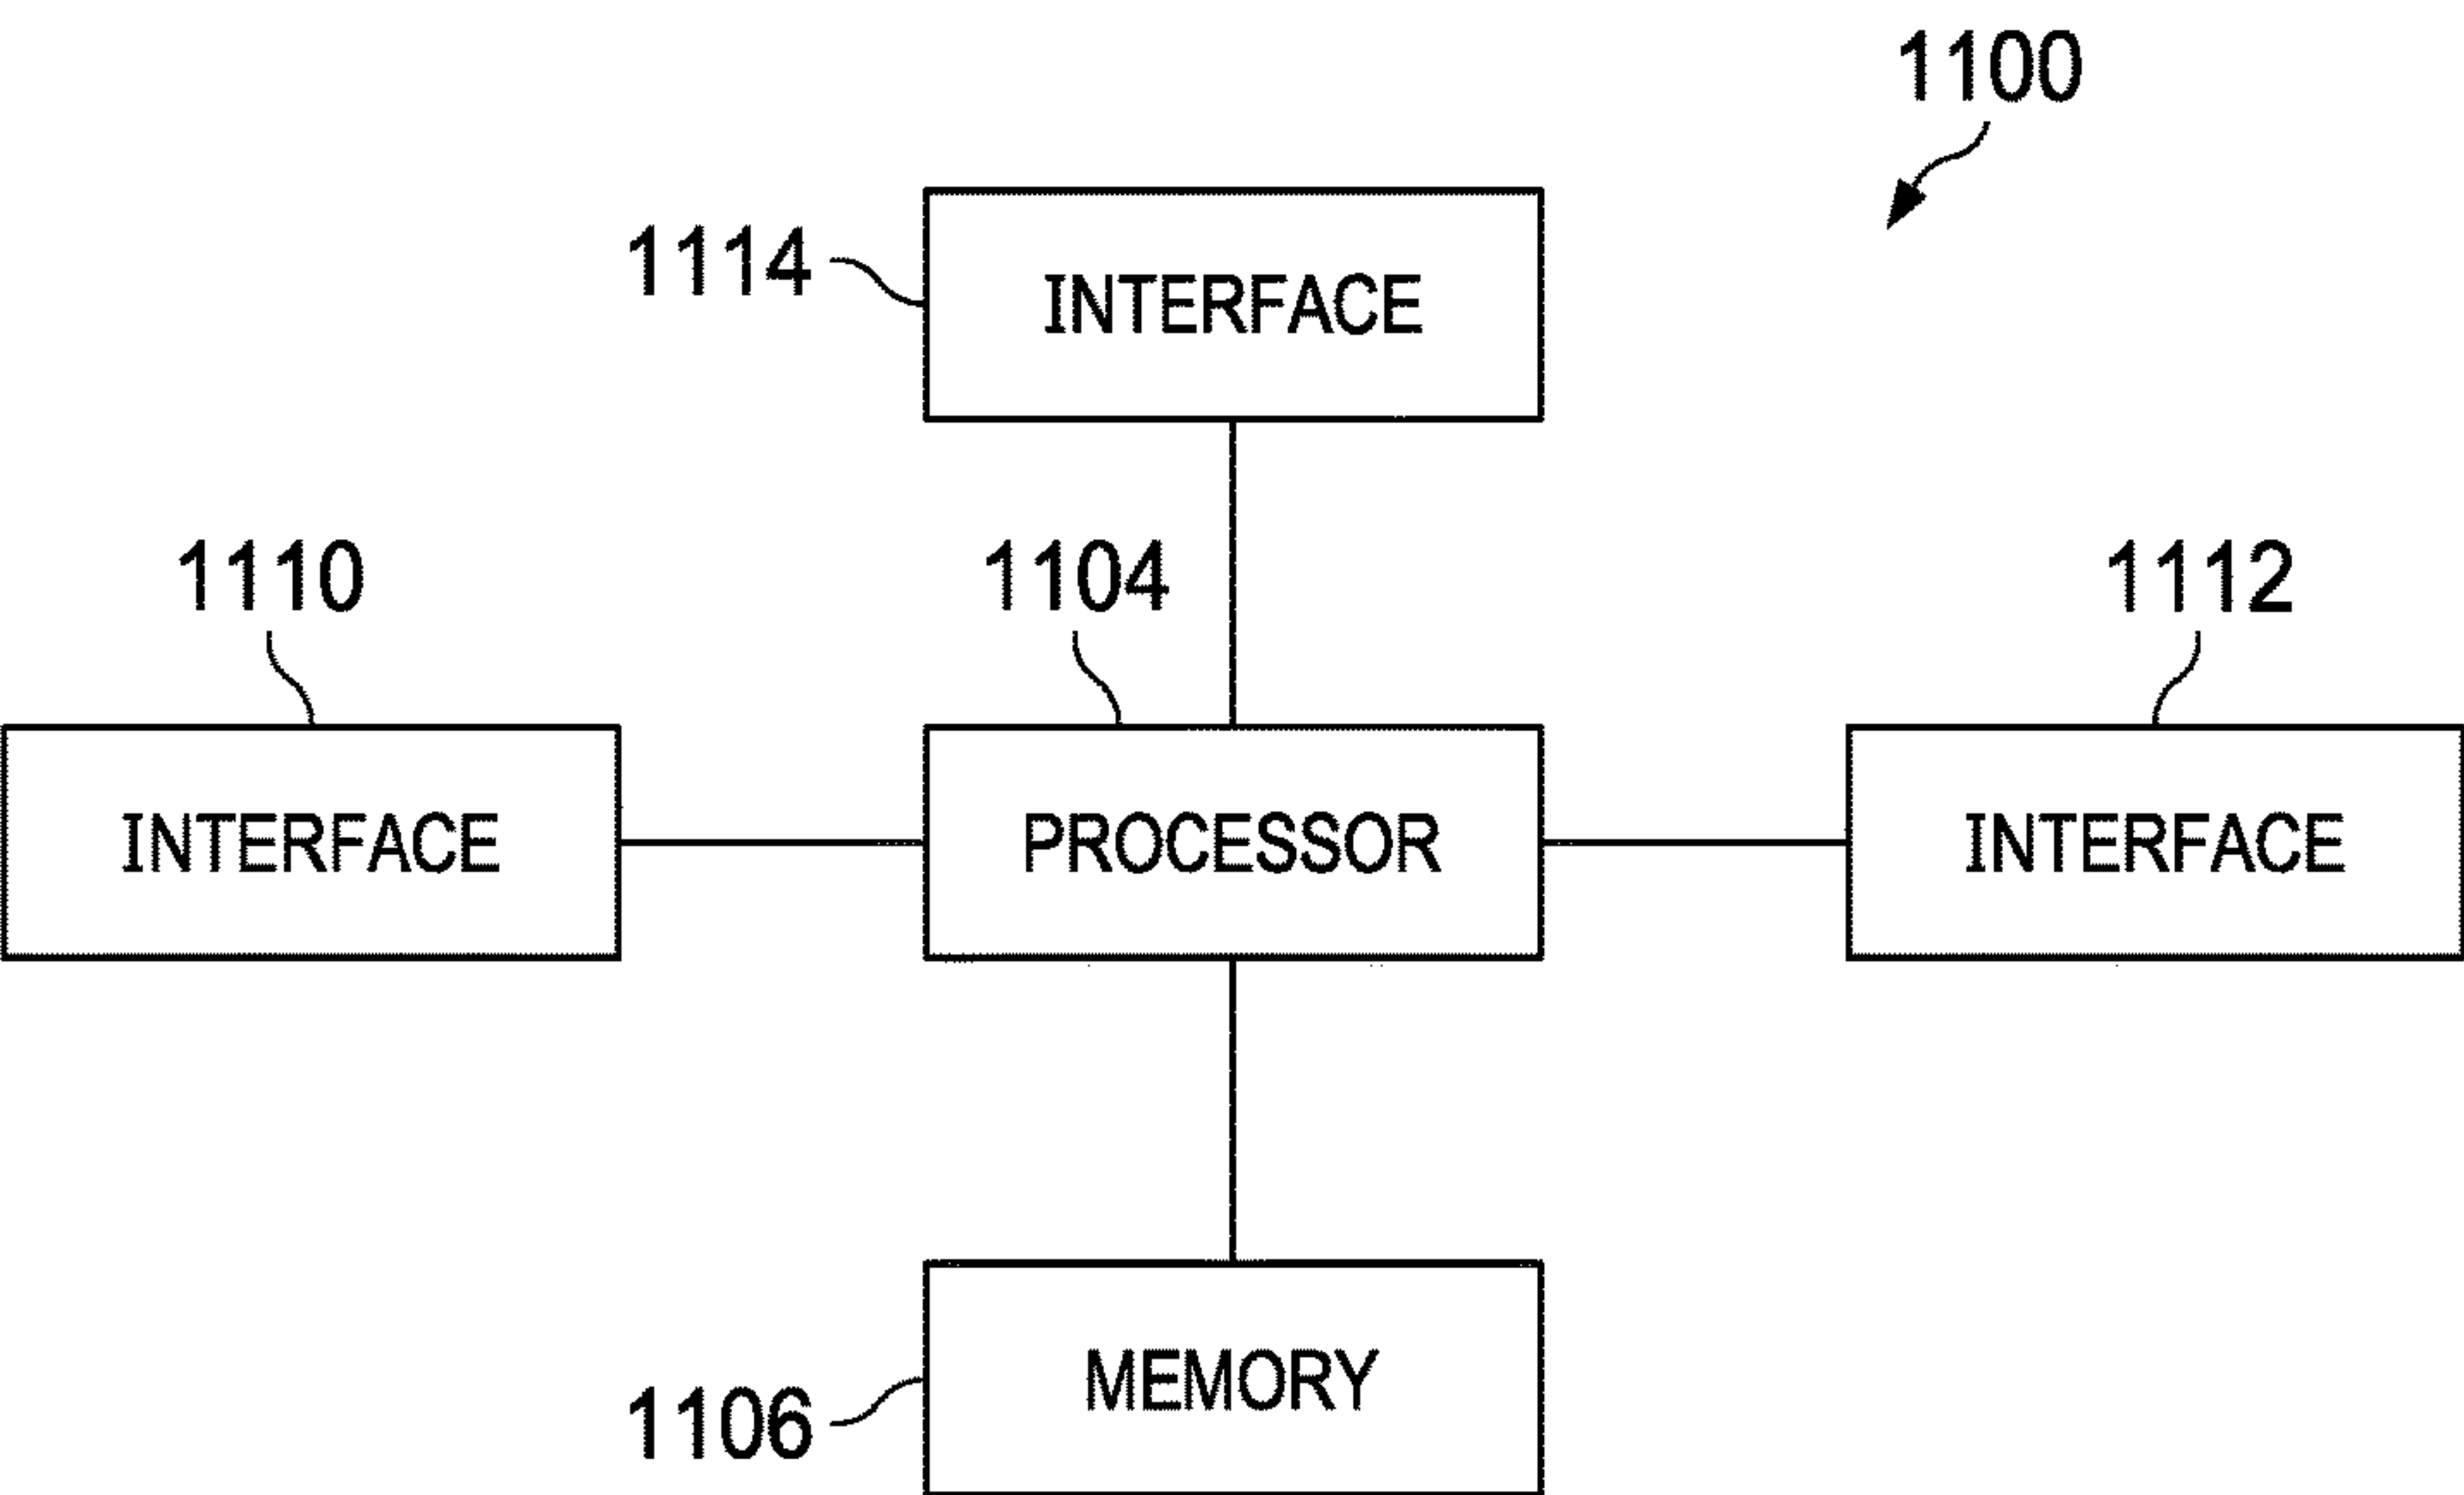 1100
1114
INTERFACE
1110
1104
1112
INTERFACE
PROCESSOR
INTERFACE
MEMORY
1106